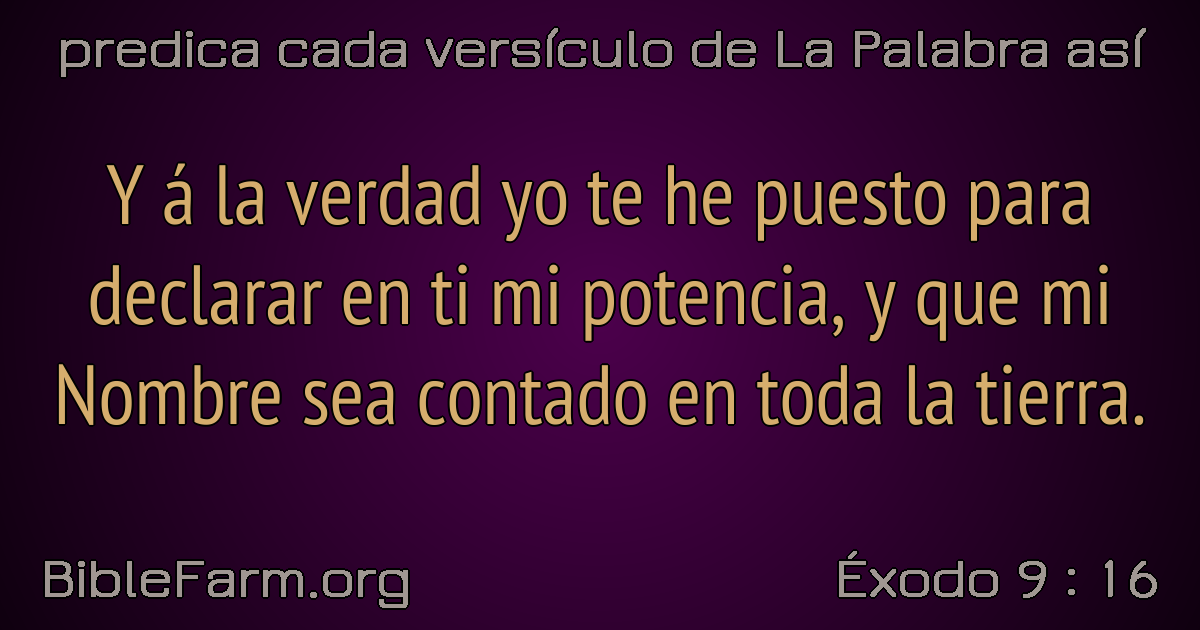 predica cada versículo de La Palabra así
Y á la verdad yo te he puesto para
declarar en ti mi potencia, y que mi
Nombre sea contado en toda la tierra.
BibleFarm.org
Éxodo 9 : 16